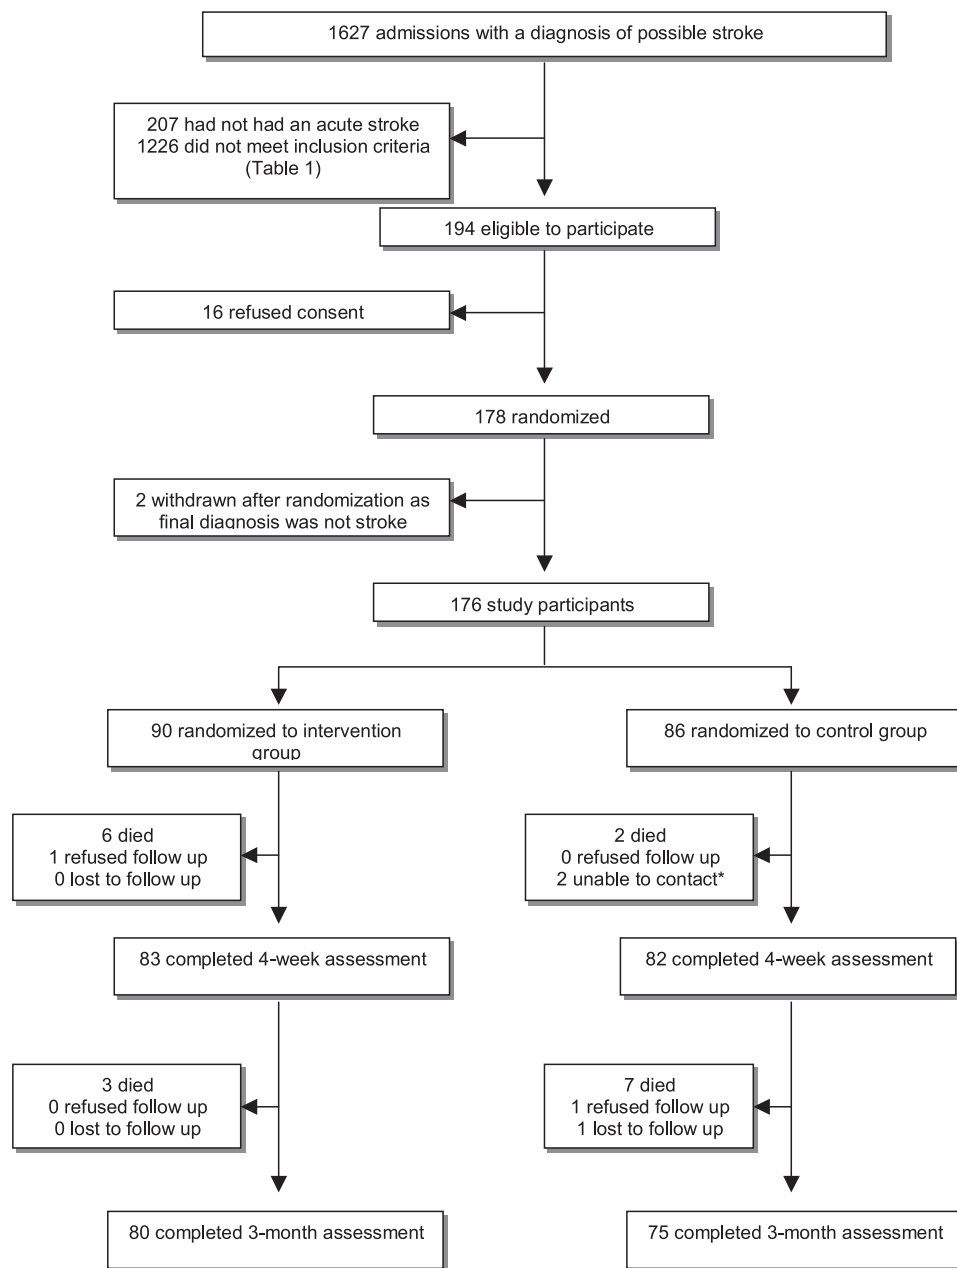 1627 admissions with a diagnosis of possible stroke
207 had not had an acute stroke
1226 did not meet inclusion criteria
(Table 1)
194 eligible to participate
16 refused consent
178 randomized
2 withdrawn after randomization as
final diagnosis was not stroke
176 study participants
90 randomized to intervention
group
86 randomized to control group
6 died
1 refused follow up
0 lost to follow up
2 died
0 refused follow up
2 unable to contact*
83 completed 4-week assessment
82 completed 4-week assessment
3 died
0 refused follow up
0 lost to follow up
7 died
1 refused follow up
1 lost to follow up
80 completed 3-month assessment
75 completed 3-month assessment